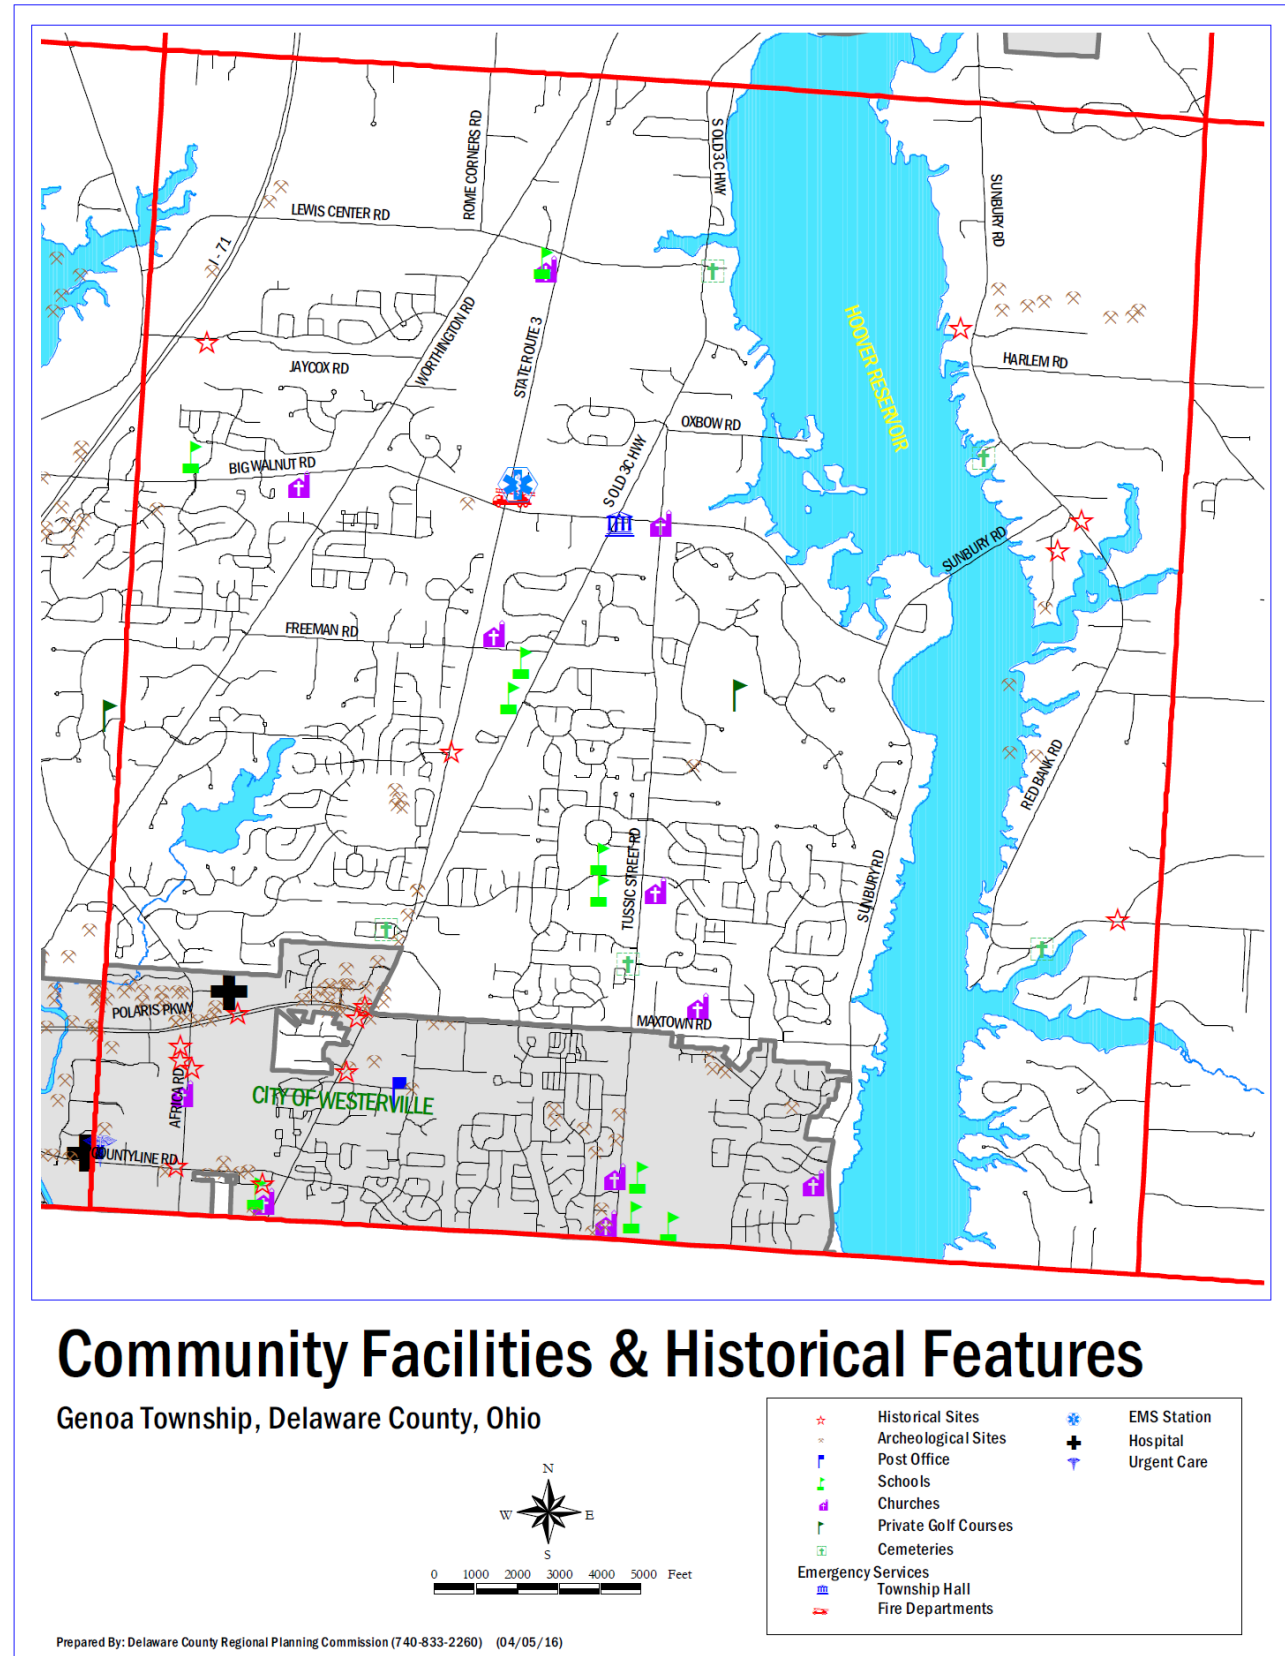 ROME CORNERS RD
S OLD 3C HWY
SUNBURY RD
LEWIS CENTER RD
I - 71
WORTHINGTON RD
STATE ROUTE 3
HOOVER RESERVOIR
JAYCOX RD
HARLEM RD
OXBOW RD
BIG WALNUT RD
S OLD 3C HWY
SUNBURY RD
FREEMAN RD
RED BANK RD
TUSSIC STREET RD
SUNBURY RD
POLARIS PKWY
MAXTOWN RD
AFRICA RD
CITY OF WESTERVILLE
COUNTYLINE RD
Community Facilities & Historical Features
Genoa Township, Delaware County, Ohio
N
W E
S
0 1000 2000 3000 4000 5000 Feet
Historical Sites
Archeological Sites
Post Office
Schools
Churches
Private Golf Courses
Cemeteries
Emergency Services
Township Hall
Fire Departments
EMS Station
Hospital
Urgent Care
Prepared By: Delaware County Regional Planning Commission (740-833-2260) (04/05/16)